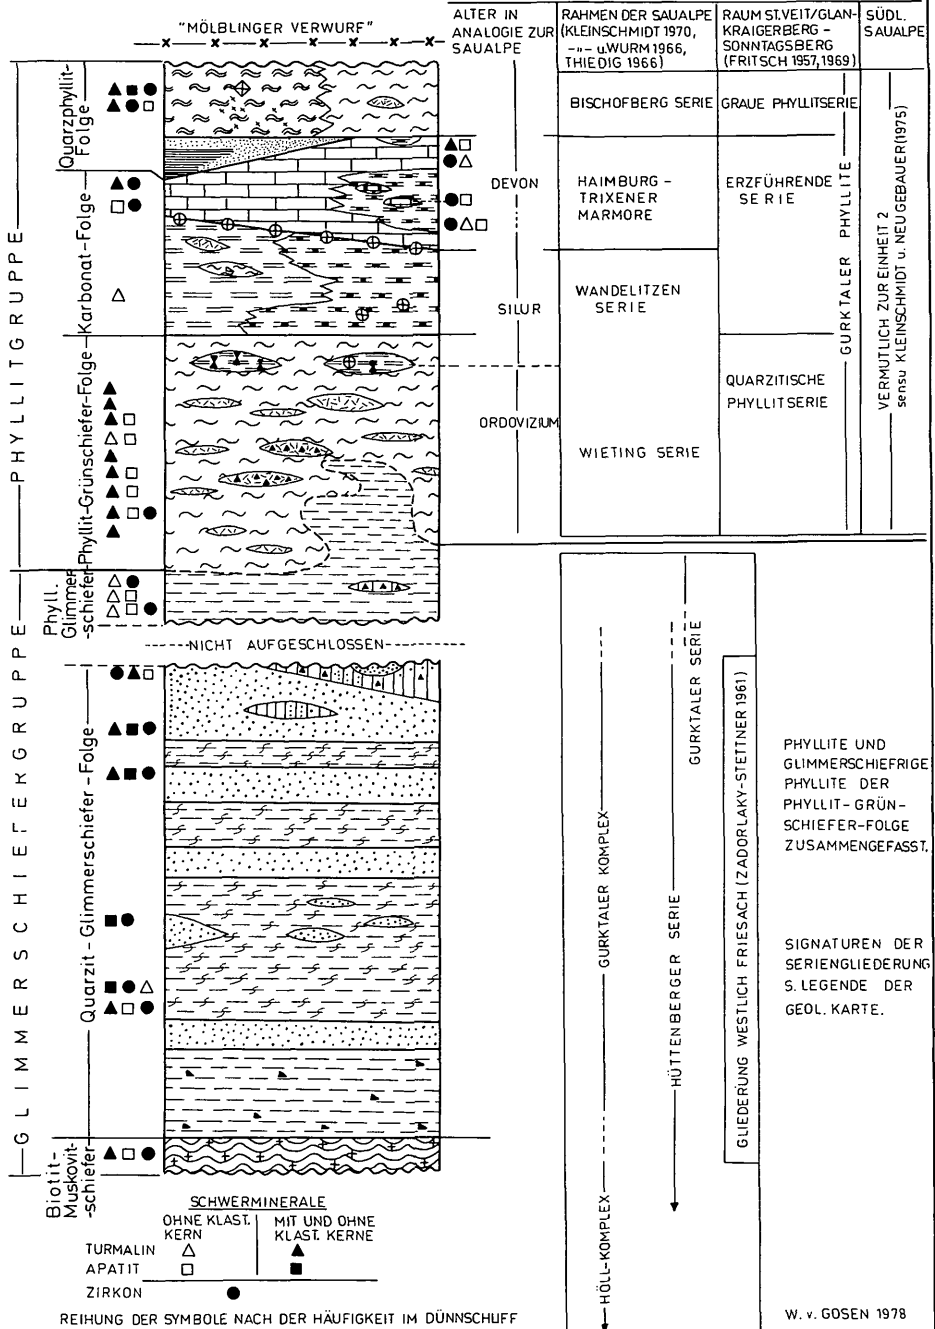 "MÖLBLINGER VERWURF"
ALTER IN
ANALOGIE ZUR
SAUALPE
RAHMEN DER SAUALPE
(KLEINSCHMIDT 1970,
-"- u.WURM 1966,
THIEDIG 1966)
RAUM ST.VEIT/GLAN-
KRAIGERBERG –
SONNTAGSBERG
(FRITSCH 1957,1969)
SÜDL.
SAUALPE
BISCHOFBERG SERIE
GRAUE PHYLLITSERIE
DEVON
HAIMBURG –
TRIXENER
MARMORE
ERZFÜHRENDE
SERIE
SILUR
WANDELITZEN
SERIE
ORDOVIZIUM
WIETING SERIE
QUARZITISCHE
PHYLLITSERIE
GURKTALER PHYLLITE
VERMUTLICH ZUR EINHEIT 2
sensu KLEINSCHMIDT u. NEUGEBAUER (1975)
PHYLLITGRUPPE
Quarzphyllit-
Folge
Karbonat-Folge
Phyllit-Grünschiefer-Folge
Phyll.
Glimmer
-schiefer-
NICHT AUFGESCHLOSSEN
GLIMMERSCHIEFERGRUPPE
Quarzit - Glimmerschiefer - Folge
Biotit-
Muskovit-
-schiefer
GURKTALER SERIE
HÜTTENBERGER SERIE
GURKTALER KOMPLEX
HÖLL-KOMPLEX
GLIEDERUNG WESTLICH FRIESACH (ZADORLAKY-STETTNER 1961)
PHYLLITE UND
GLIMMERSCHIEFRIGE
PHYLLITE DER
PHYLLIT-GRÜN-
SCHIEFER-FOLGE
ZUSAMMENGEFASST.
SIGNATUREN DER
SERIENGLIEDERUNG
S. LEGENDE DER
GEOL. KARTE.
SCHWERMINERALE
OHNE KLAST.
KERN
MIT UND OHNE
KLAST. KERNE
TURMALIN
APATIT
ZIRKON
REIHUNG DER SYMBOLE NACH DER HÄUFIGKEIT IM DÜNNSCHLIFF
W. v. GOSEN 1978